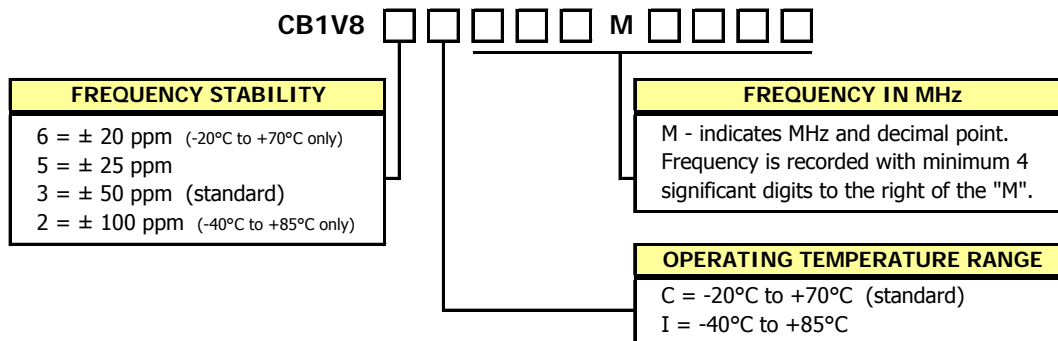 CB1V8 M
FREQUENCY STABILITY
6 = ± 20 ppm (-20°C to +70°C only)
5 = ± 25 ppm
3 = ± 50 ppm (standard)
2 = ± 100 ppm (-40°C to +85°C only)
FREQUENCY IN MHz
M - indicates MHz and decimal point.
Frequency is recorded with minimum 4
significant digits to the right of the "M".
OPERATING TEMPERATURE RANGE
C = -20°C to +70°C (standard)
I = -40°C to +85°C